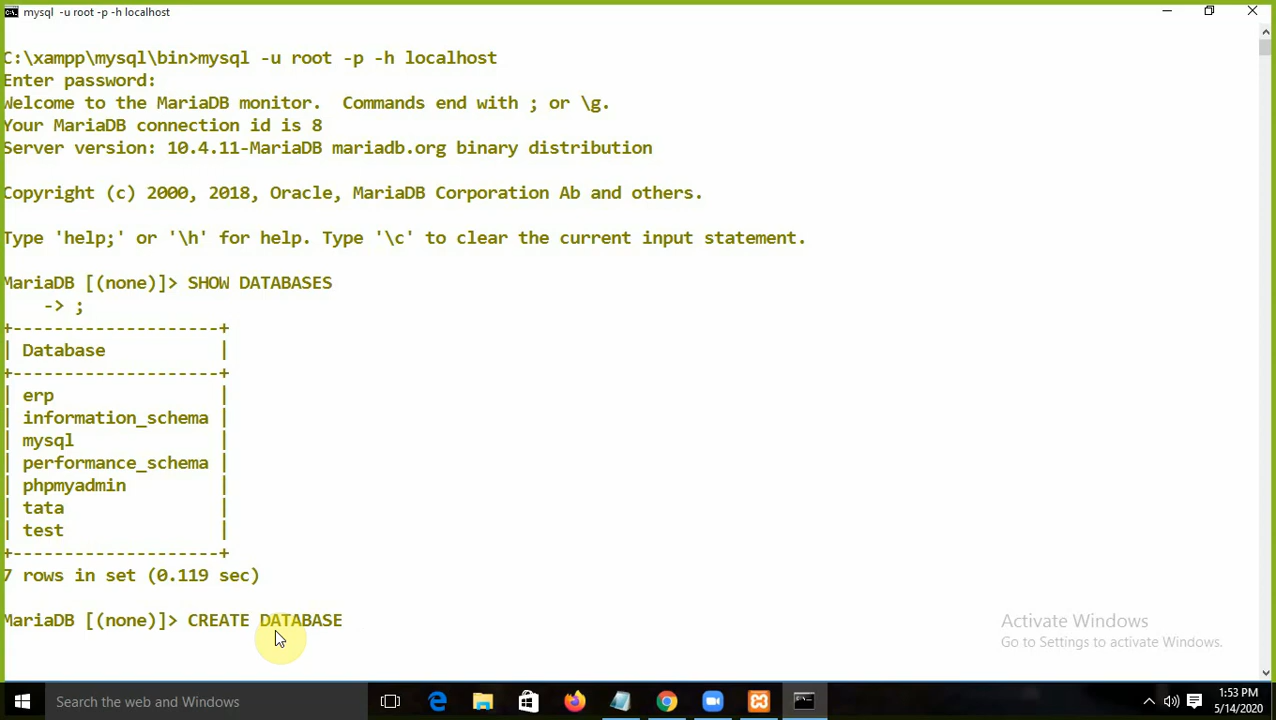 mysql -u root -p -h localhost
C:\xampp\mysql\bin>mysql -u root -p -h localhost
Enter password:
Welcome to the MariaDB monitor.  Commands end with ; or \g.
Your MariaDB connection id is 8
Server version: 10.4.11-MariaDB mariadb.org binary distribution
Copyright (c) 2000, 2018, Oracle, MariaDB Corporation Ab and others.
Type 'help;' or '\h' for help. Type '\c' to clear the current input statement.
MariaDB [(none)]> SHOW DATABASES
    -> ;
+--------------------+
| Database           |
+--------------------+
| erp                |
| information_schema |
| mysql              |
| performance_schema |
| phpmyadmin         |
| tata               |
| test               |
+--------------------+
7 rows in set (0.119 sec)
MariaDB [(none)]> CREATE DATABASE
Activate Windows
Go to Settings to activate Windows.
Search the web and Windows
1:53 PM
5/14/2020